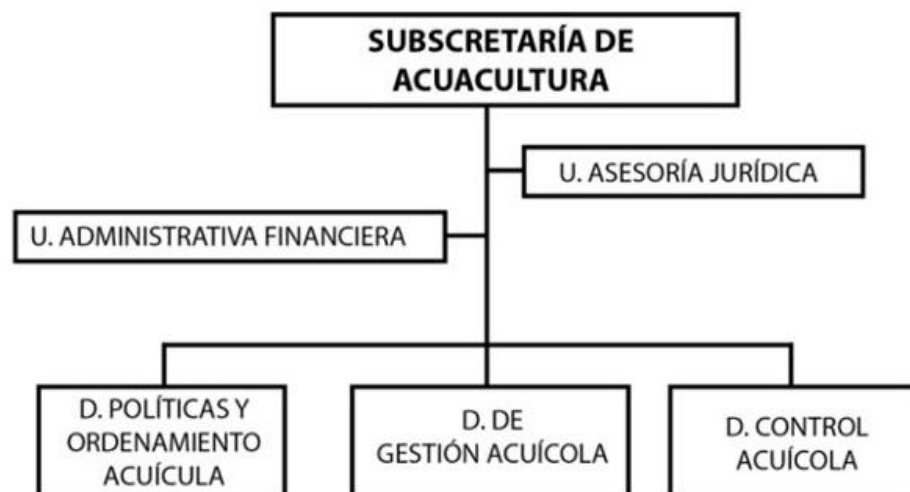 SUBSCRETARÍA DE
ACUACULTURA
U. ASESORÍA JURÍDICA
U. ADMINISTRATIVA FINANCIERA
D. POLÍTICAS Y
ORDENAMIENTO
ACUÍCULA
D. DE
GESTIÓN ACUÍCOLA
D. CONTROL
ACUÍCOLA